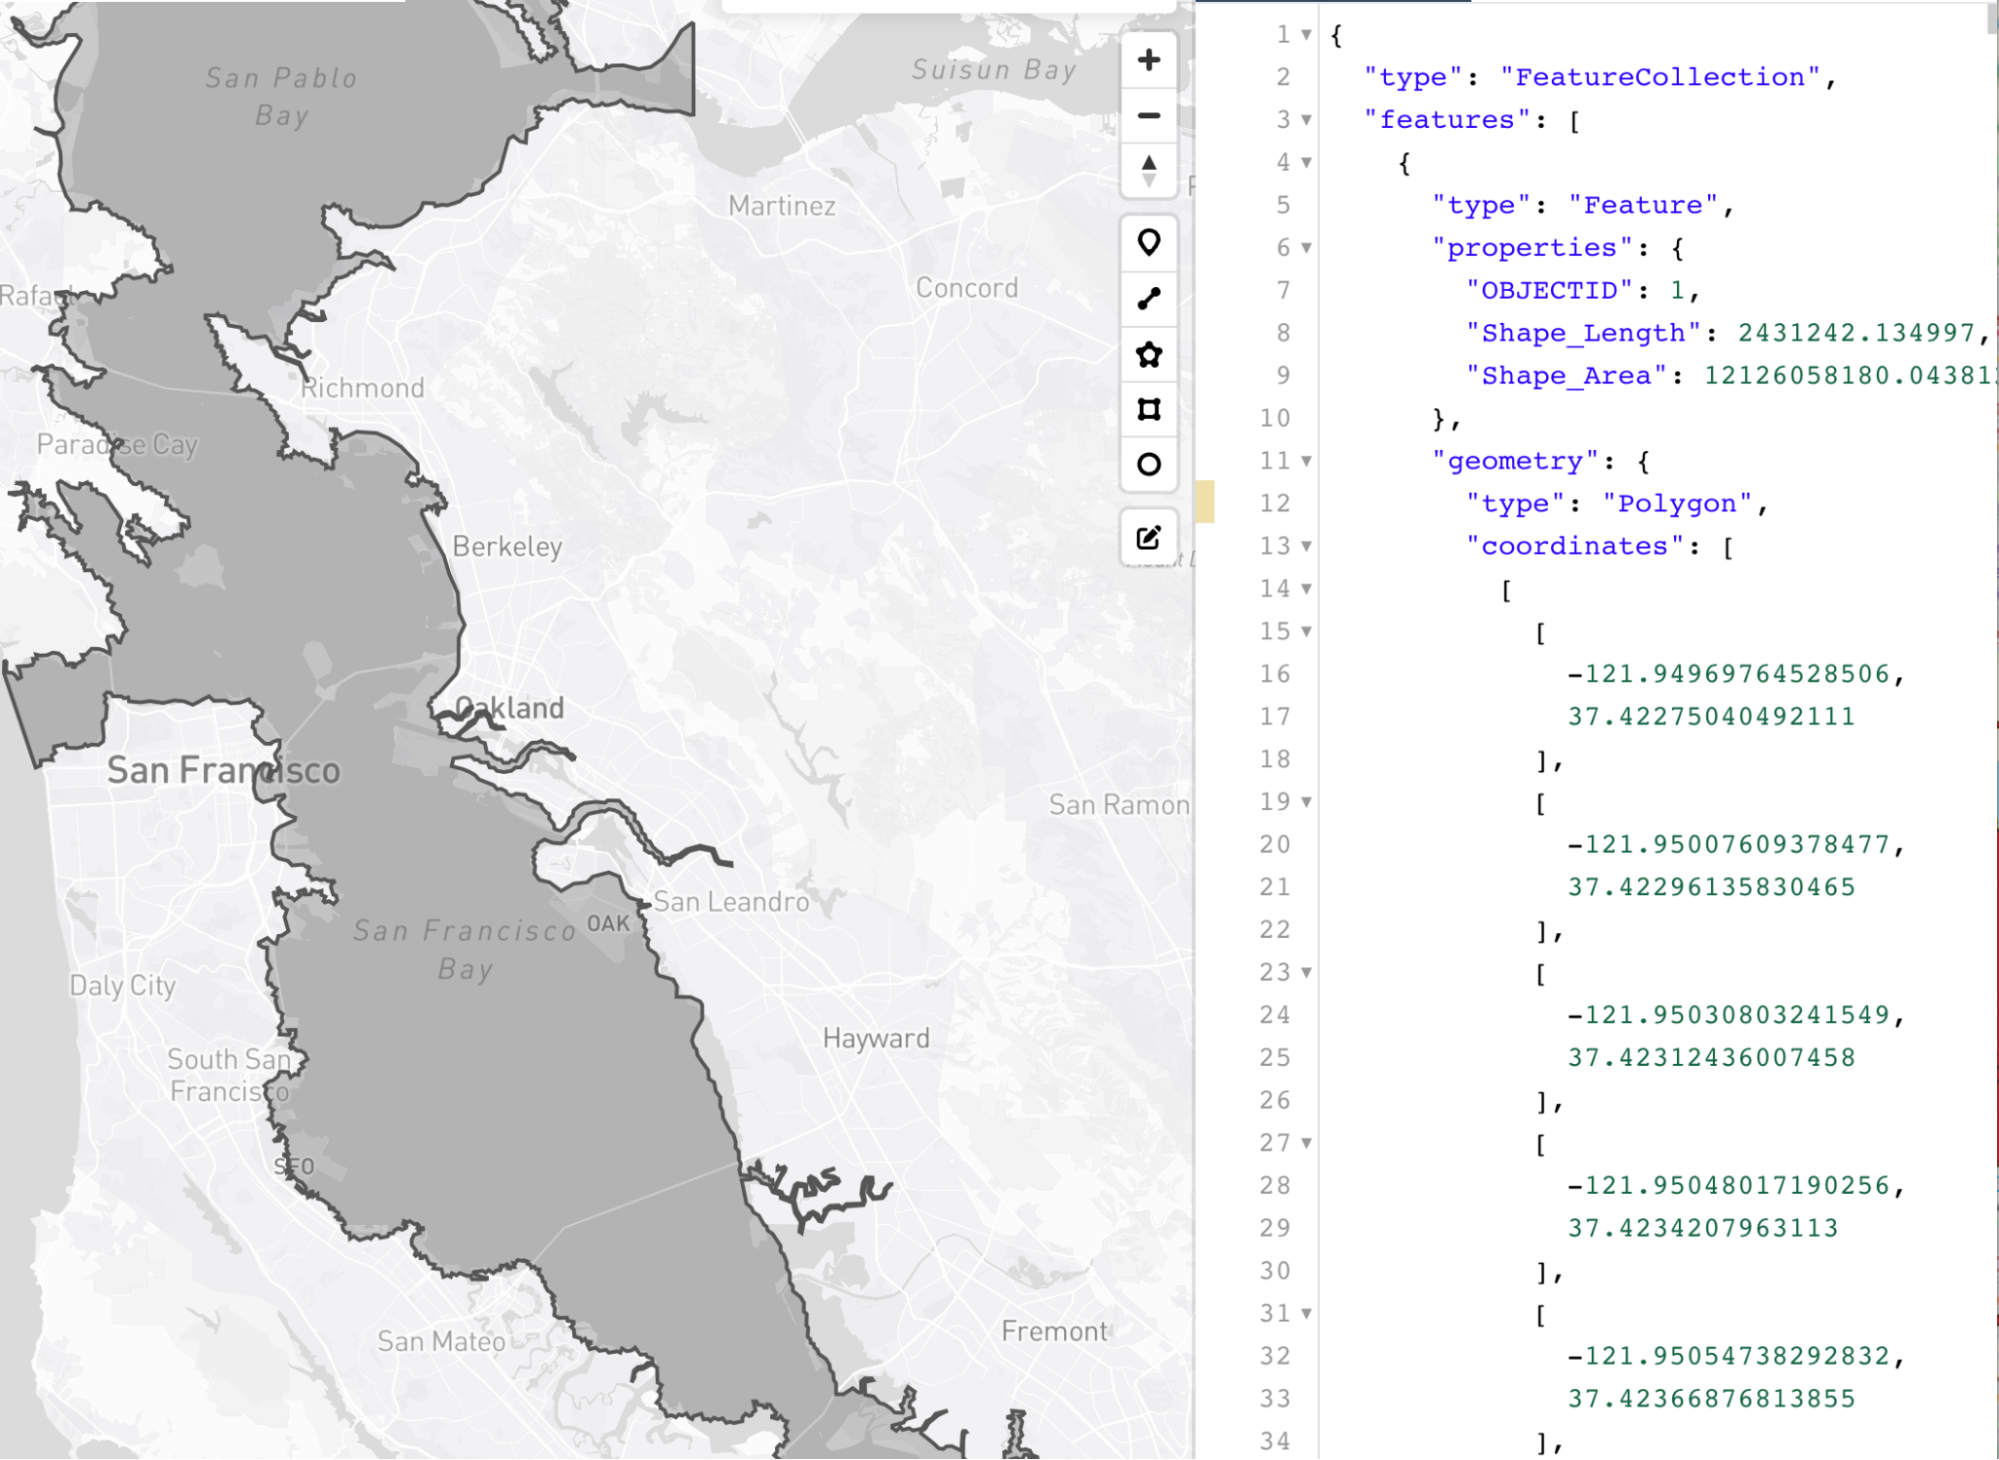 San Pablo
Bay
Suisun Bay
Martinez
Concord
Richmond
Paradise Cay
Berkeley
Oakland
San Francisco
San Ramon
San Leandro
OAK
San Francisco
Bay
Daly City
Hayward
South San
Francisco
SFO
San Mateo
Fremont
1 {
2 "type": "FeatureCollection",
3 "features": [
4 {
5 "type": "Feature",
6 "properties": {
7 "OBJECTID": 1,
8 "Shape_Length": 2431242.134997,
9 "Shape_Area": 12126058180.04381
10 },
11 "geometry": {
12 "type": "Polygon",
13 "coordinates": [
14 [
15 [
16 -121.94969764528506,
17 37.42275040492111
18 ],
19 [
20 -121.95007609378477,
21 37.42296135830465
22 ],
23 [
24 -121.95030803241549,
25 37.42312436007458
26 ],
27 [
28 -121.95048017190256,
29 37.4234207963113
30 ],
31 [
32 -121.95054738292832,
33 37.42366876813855
34 ],